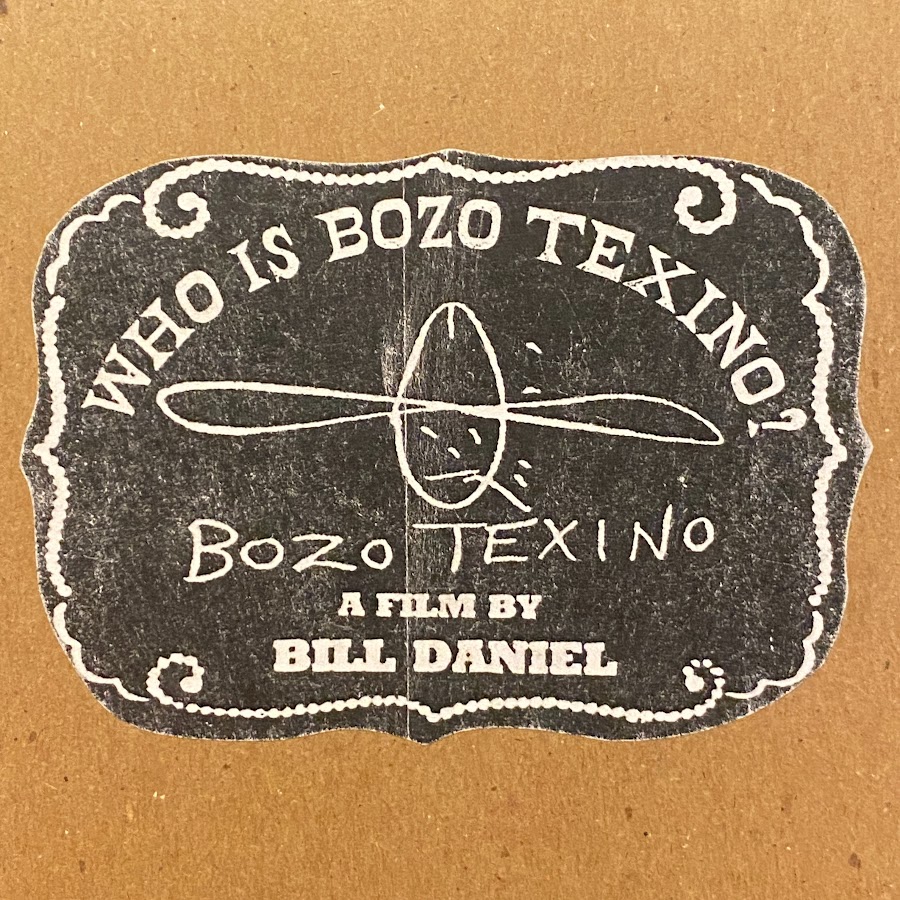 WHO IS BOZO TEXINO?
BOZO TEXINO
A FILM BY
BILL DANIEL